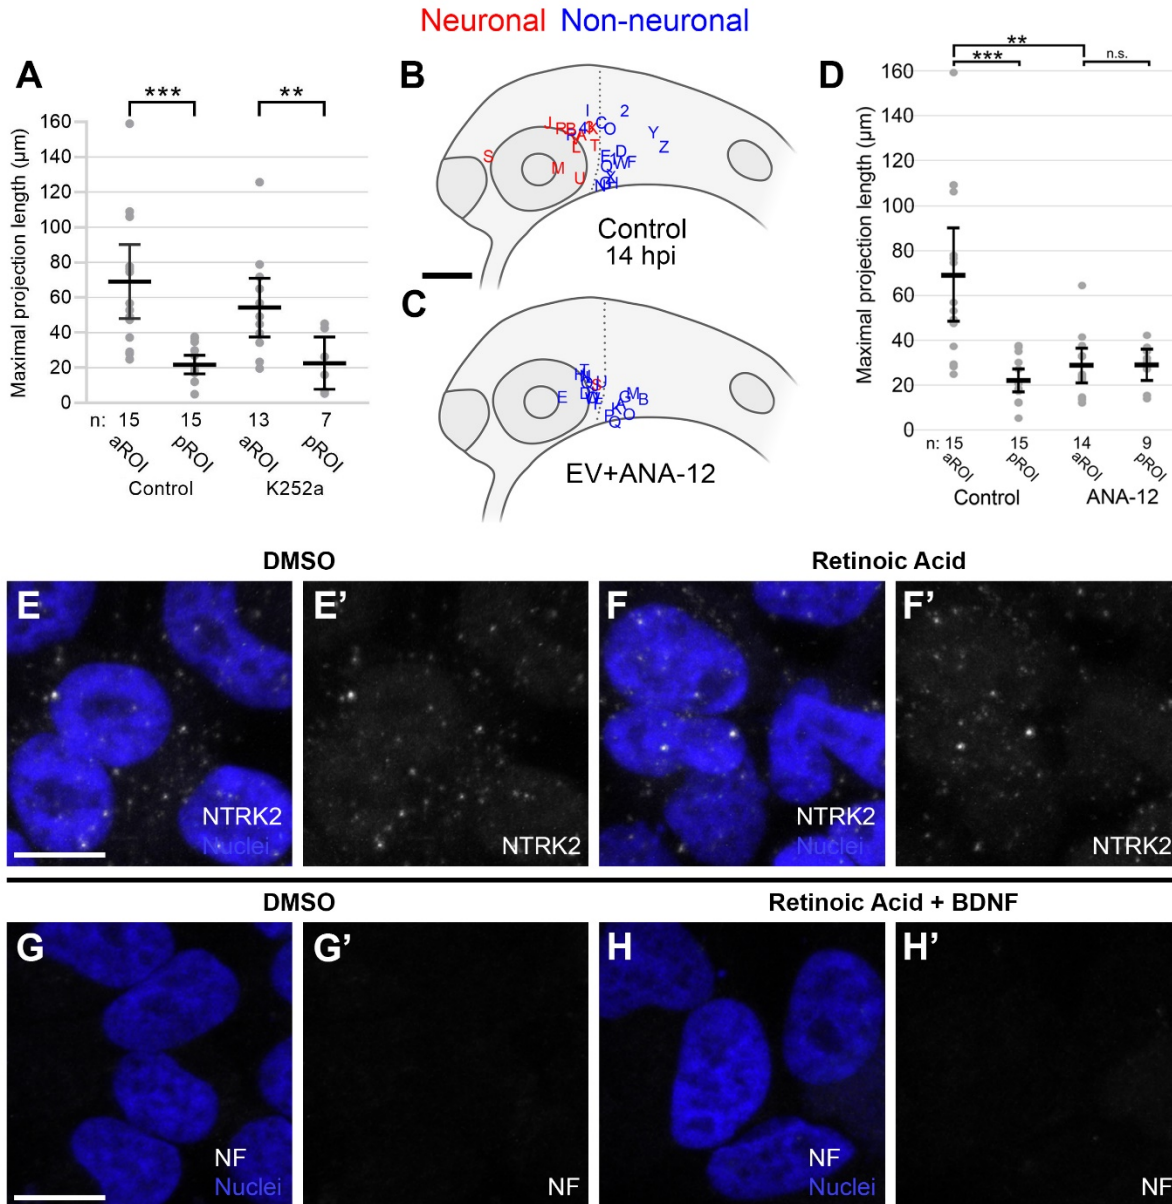 Neuronal Non-neuronal
A
Maximal projection length (µm)
160
140
120
100
80
60
40
20
0
*** **
n: 15 15 13 7
aROI pROI aROI pROI
Control K252a
B
I 2
J R B 4 K C O
A
L T
S
Y
Z
E 1 D
Q W F
M
U
X
H
Control
14 hpi
C
T
H
U
S
E
D
G M B
K A
P O
Q
EV+ANA-12
D
Maximal projection length (µm)
160
140
120
100
80
60
40
20
0
**
*** n.s.
n: 15 15 14 9
aROI pROI aROI pROI
Control ANA-12
DMSO Retinoic Acid
E E' F F'
NTRK2 NTRK2 NTRK2 NTRK2
Nuclei Nuclei
DMSO Retinoic Acid + BDNF
G G' H H'
NF NF NF NF
Nuclei Nuclei